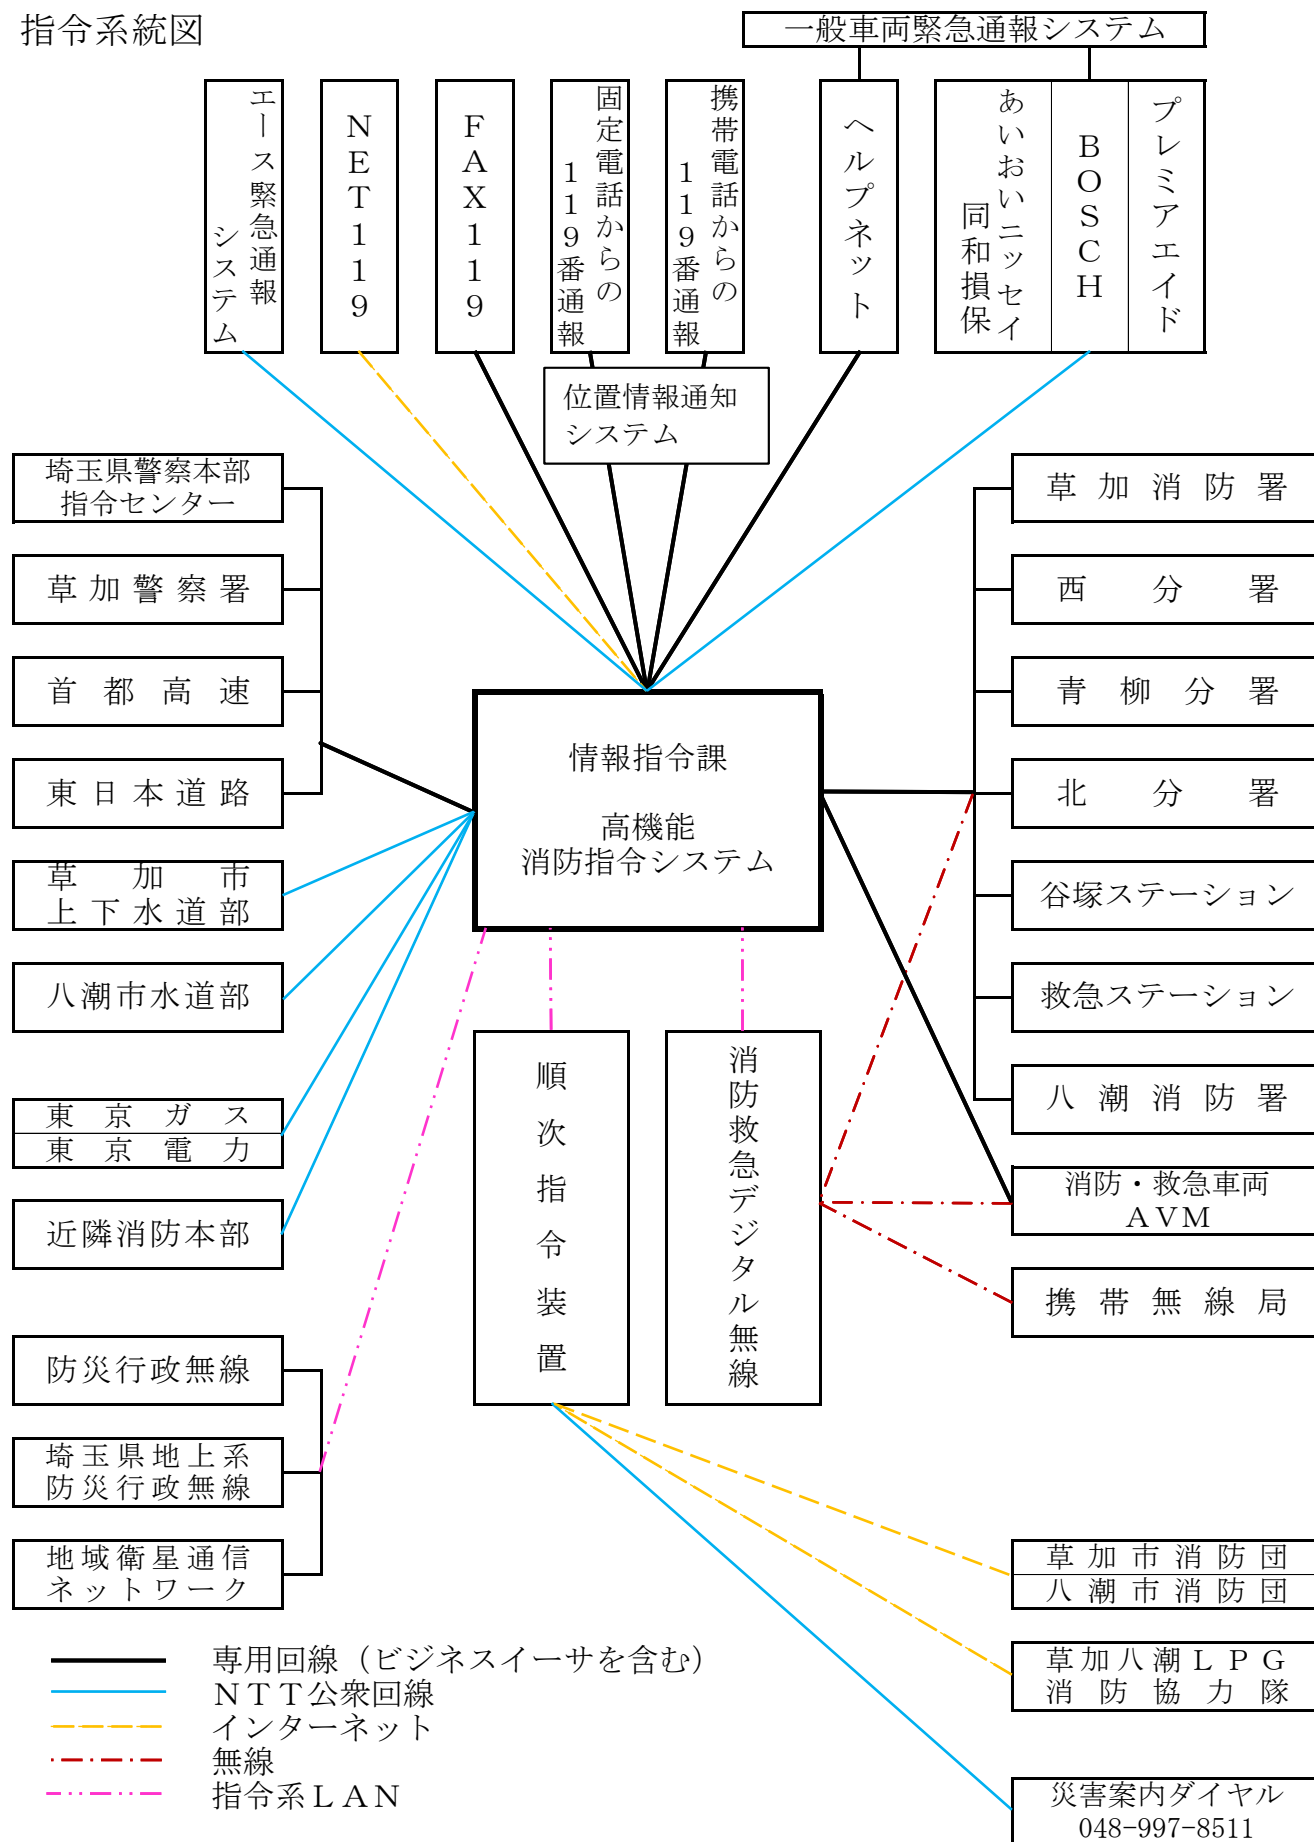 指令系統図
一般車両緊急通報システム
エース緊急通報
システム
NET119
FAX119
固定電話からの
119番通報
携帯電話からの
119番通報
ヘルプネット
あいおいニッセイ
同和損保
BOSCH
プレミアエイド
位置情報通知
システム
埼玉県警察本部
指令センター
草加警察署
首都高速
東日本道路
草加市
上下水道部
八潮市水道部
東京ガス
東京電力
近隣消防本部
防災行政無線
埼玉県地上系
防災行政無線
地域衛星通信
ネットワーク
情報指令課
高機能
消防指令システム
順次指令装置
消防救急デジタル無線
草加消防署
西分署
青柳分署
北分署
谷塚ステーション
救急ステーション
八潮消防署
消防・救急車両
AVM
携帯無線局
草加市消防団
八潮市消防団
草加八潮LPG
消防協力隊
災害案内ダイヤル
048-997-8511
専用回線（ビジネスイーサを含む）
NTT公衆回線
インターネット
無線
指令系LAN